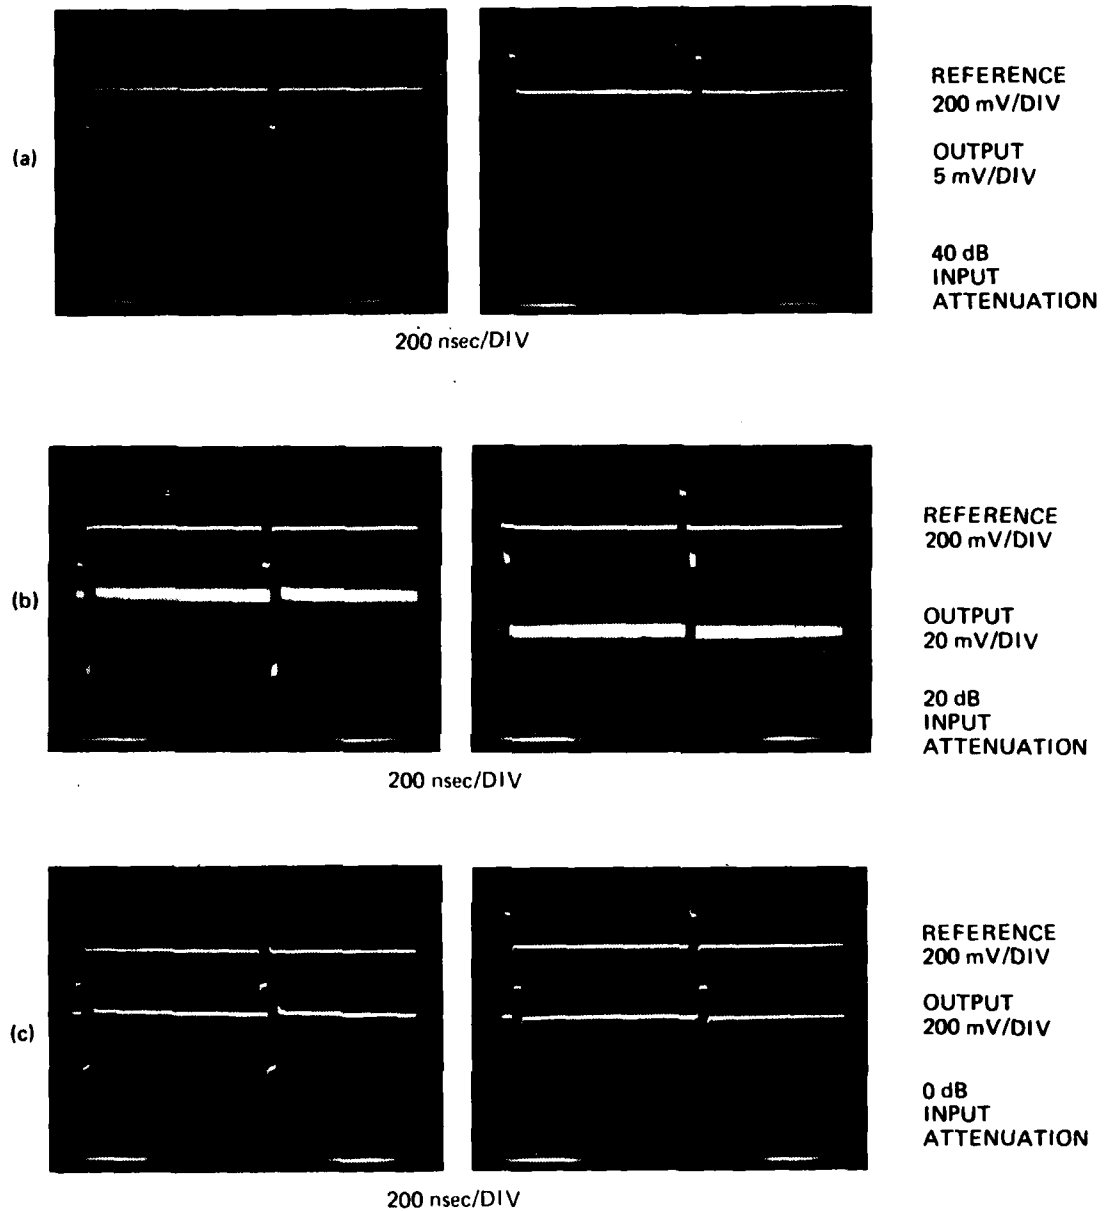 (a)
REFERENCE
200 mV/DIV
OUTPUT
5 mV/DIV
40 dB
INPUT
ATTENUATION
200 nsec/DIV
(b)
REFERENCE
200 mV/DIV
OUTPUT
20 mV/DIV
20 dB
INPUT
ATTENUATION
200 nsec/DIV
(c)
REFERENCE
200 mV/DIV
OUTPUT
200 mV/DIV
0 dB
INPUT
ATTENUATION
200 nsec/DIV